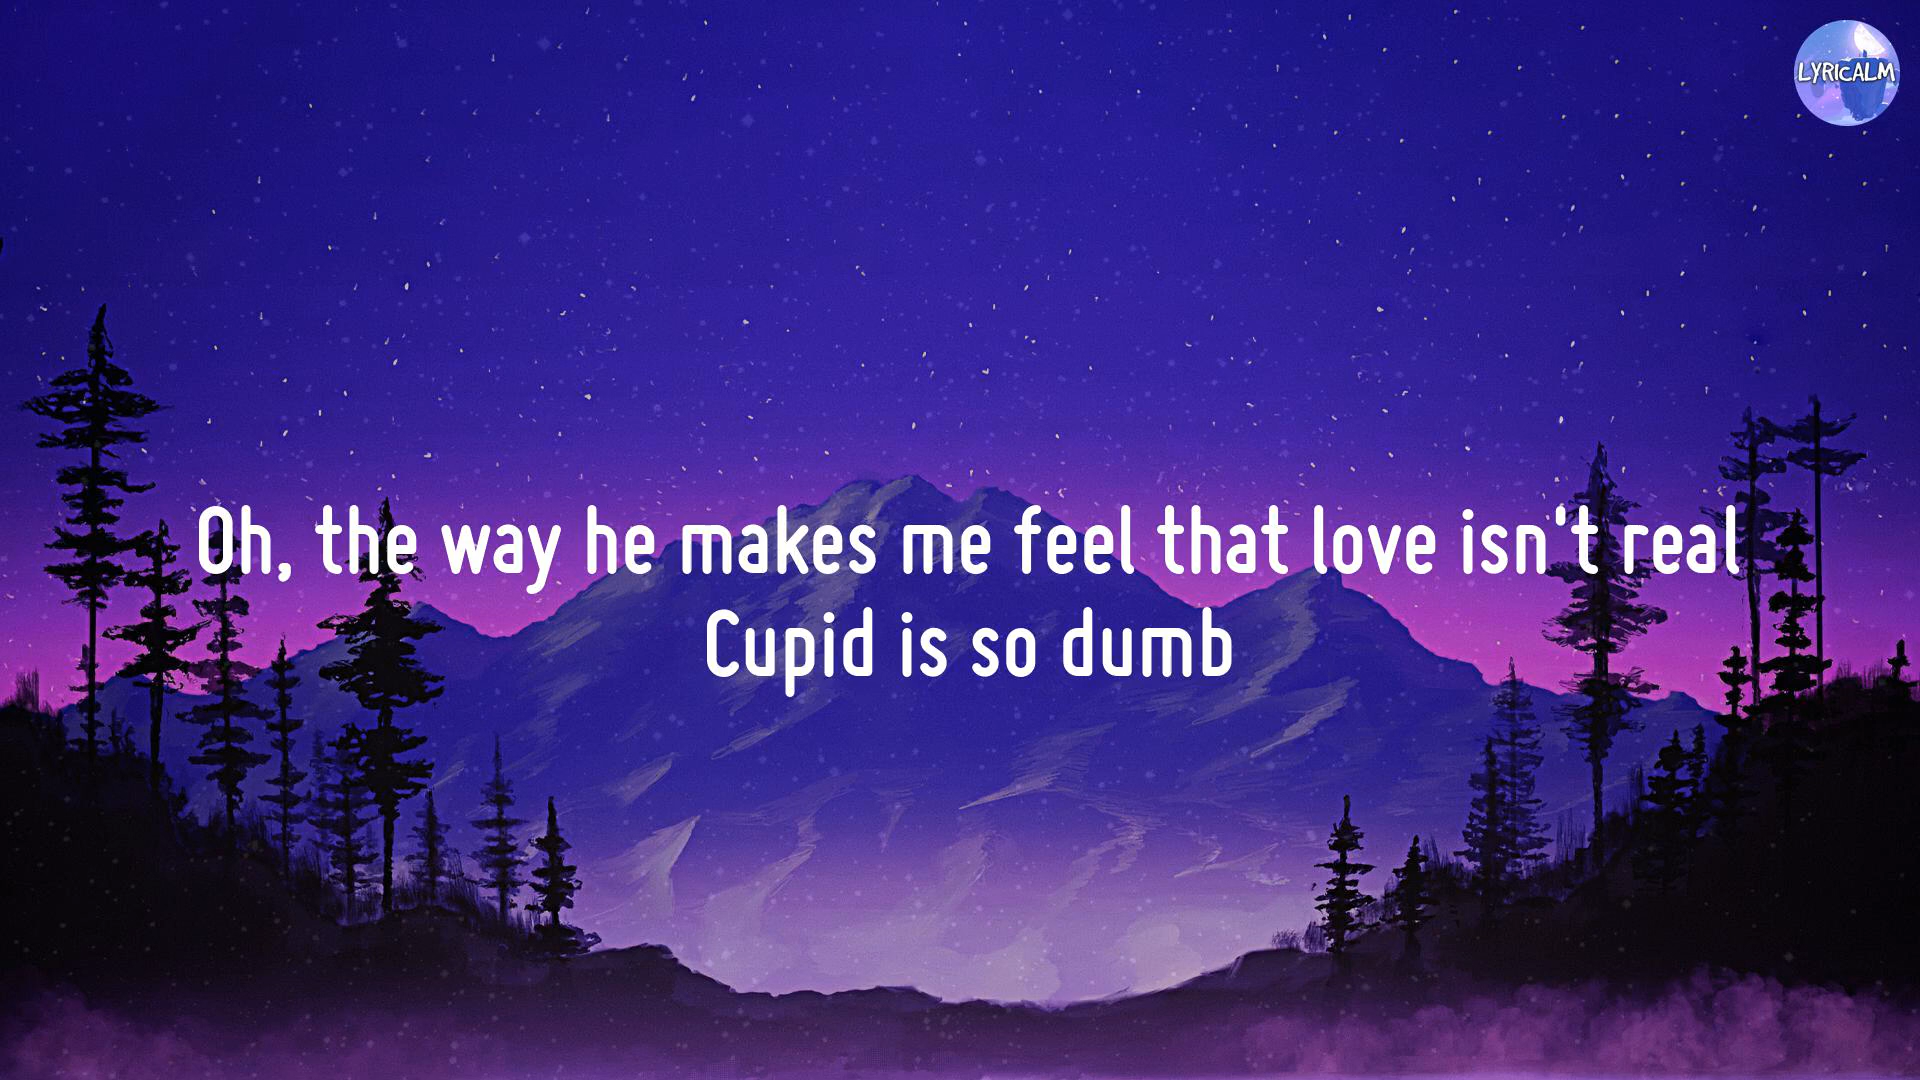 LYRICALM
Oh, the way he makes me feel that love isn't real
Cupid is so dumb